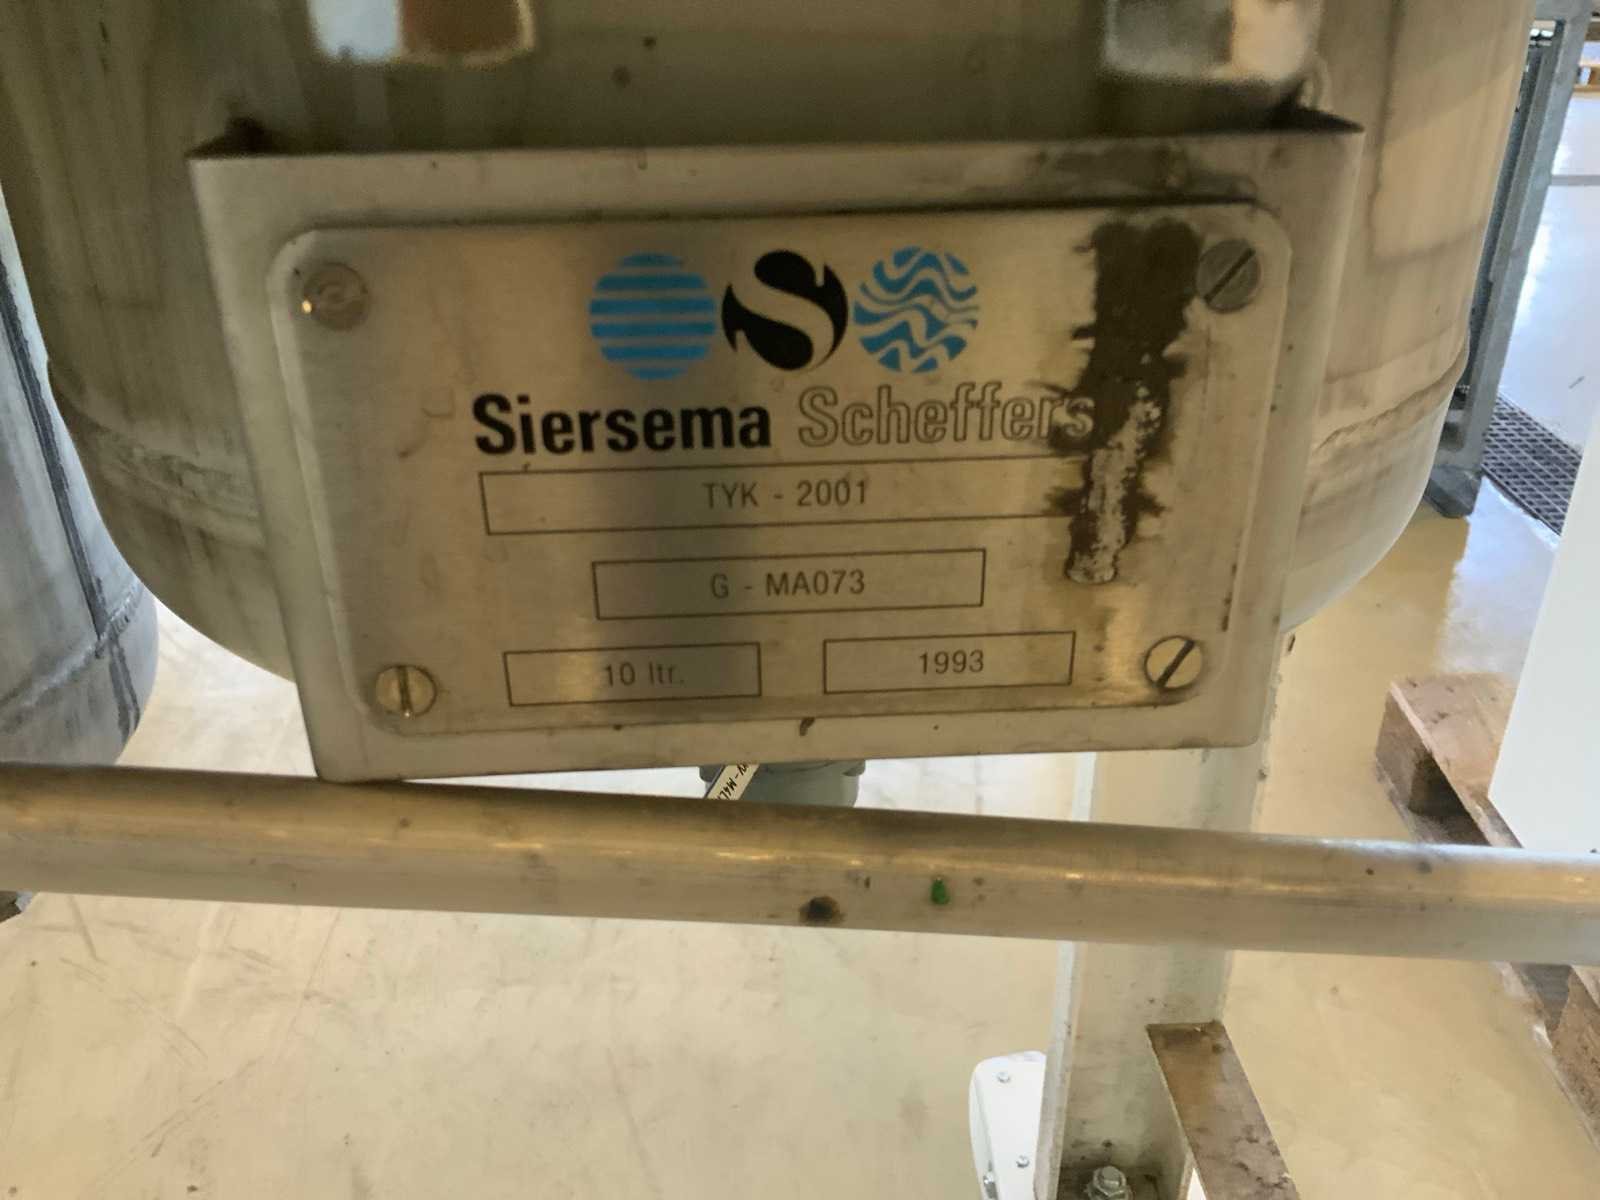 Siersema Scheffers
TYK - 2001
G - MA073
10 ltr.
1993